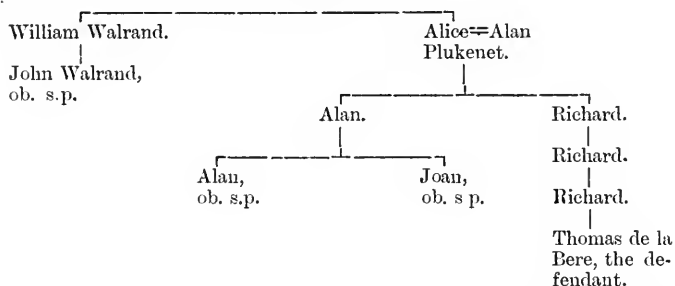 William Walrand.
Alice=Alan
Plukenet.
John Walrand,
ob. s.p.
Alan.
Richard.
Richard.
Alan,
ob. s.p.
Joan,
ob. s p.
Richard.
Thomas de la
Bere, the de-
fendant.